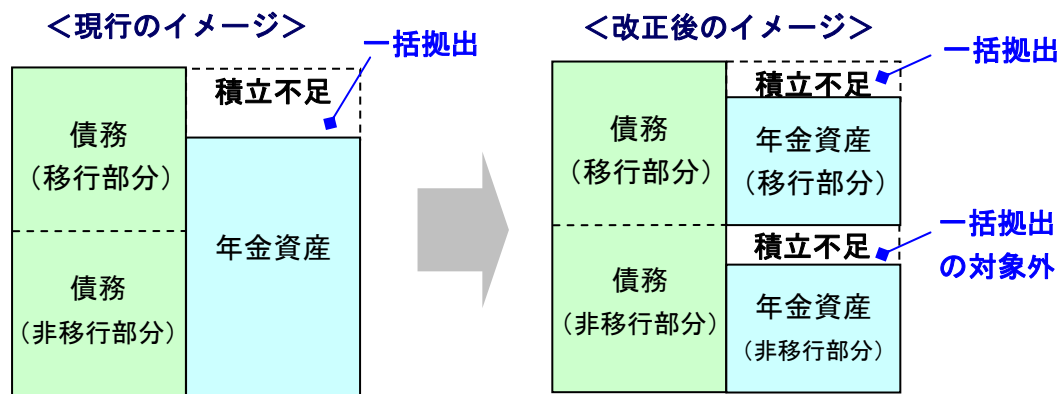 ＜現行のイメージ＞
一括拠出
積立不足
債務
（移行部分）
年金資産
債務
（非移行部分）
＜改正後のイメージ＞
一括拠出
積立不足
債務
（移行部分）
年金資産
（移行部分）
一括拠出
の対象外
積立不足
債務
（非移行部分）
年金資産
（非移行部分）